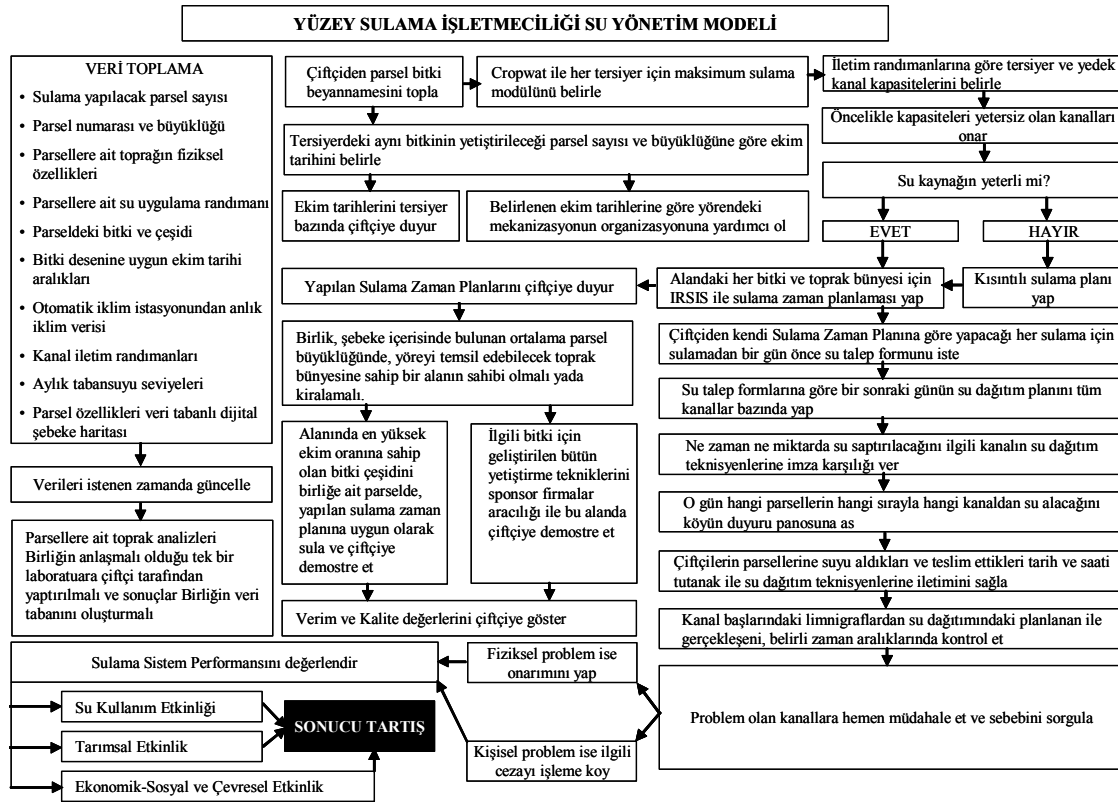 YÜZEY SULAMA İŞLETMECİLİĞİ SU YÖNETİM MODELİ
VERİ TOPLAMA
• Sulama yapılacak parsel sayısı
• Parsel numarası ve büyüklüğü
• Parsellere ait toprağın fiziksel
özellikleri
• Parsellere ait su uygulama randımanı
• Parseldeki bitki ve çeşidi
• Bitki desenine uygun ekim tarihi
aralıkları
• Otomatik iklim istasyonundan anlık
iklim verisi
• Kanal iletim randımanları
• Aylık tabansuyu seviyeleri
• Parsel özellikleri veri tabanlı dijital
şebeke haritası
Verileri istenen zamanda güncelle
Parsellere ait toprak analizleri
Birliğin anlaşmalı olduğu tek bir
laboratuara çiftçi tarafından
yaptırılmalı ve sonuçlar Birliğin veri
tabanını oluşturmalı
Çiftçiden parsel bitki
beyannamesini topla
Cropwat ile her tersiyer için maksimum sulama
modülünü belirle
İletim randımanlarına göre tersiyer ve yedek
kanal kapasitelerini belirle
Öncelikle kapasiteleri yetersiz olan kanalları
onar
Tersiyerdeki aynı bitkinin yetiştirileceği parsel sayısı ve büyüklüğüne göre ekim
tarihini belirle
Su kaynağın yeterli mi?
Ekim tarihlerini tersiyer
bazında çiftçiye duyur
Belirlenen ekim tarihlerine göre yörendeki
mekanizasyonun organizasyonuna yardımcı ol
EVET
HAYIR
Yapılan Sulama Zaman Planlarını çiftçiye duyur
Alandaki her bitki ve toprak bünyesi için
IRSIS ile sulama zaman planlaması yap
Kısıntılı sulama planı
yap
Birlik, şebeke içerisinde bulunan ortalama parsel
büyüklüğünde, yöreyi temsil edebilecek toprak
bünyesine sahip bir alanın sahibi olmalı yada
kiralamalı.
Alanında en yüksek
ekim oranına sahip
olan bitki çeşidini
birliğe ait parselde,
yapılan sulama zaman
planına uygun olarak
sula ve çiftçiye
demostre et
İlgili bitki için
geliştirilen bütün
yetiştirme tekniklerini
sponsor firmalar
aracılığı ile bu alanda
çiftçiye demostre et
Verim ve Kalite değerlerini çiftçiye göster
Çiftçiden kendi Sulama Zaman Planına göre yapacağı her sulama için
sulamadan bir gün önce su talep formunu iste
Su talep formlarına göre bir sonraki günün su dağıtım planını tüm
kanallar bazında yap
Ne zaman ne miktarda su saptırılacağını ilgili kanalın su dağıtım
teknisyenlerine imza karşılığı ver
O gün hangi parsellerin hangi sırayla hangi kanaldan su alacağını
köyün duyuru panosuna as
Çiftçilerin parsellerine suyu aldıkları ve teslim ettikleri tarih ve saati
tutanak ile su dağıtım teknisyenlerine iletimini sağla
Kanal başlarındaki limnigraflardan su dağıtımındaki planlanan ile
gerçekleşeni, belirli zaman aralıklarında kontrol et
Problem olan kanallara hemen müdahale et ve sebebini sorgula
Fiziksel problem ise
onarımını yap
Kişisel problem ise ilgili
cezayı işleme koy
Sulama Sistem Performansını değerlendir
Su Kullanım Etkinliği
Tarımsal Etkinlik
Ekonomik-Sosyal ve Çevresel Etkinlik
SONUCU TARTIŞ